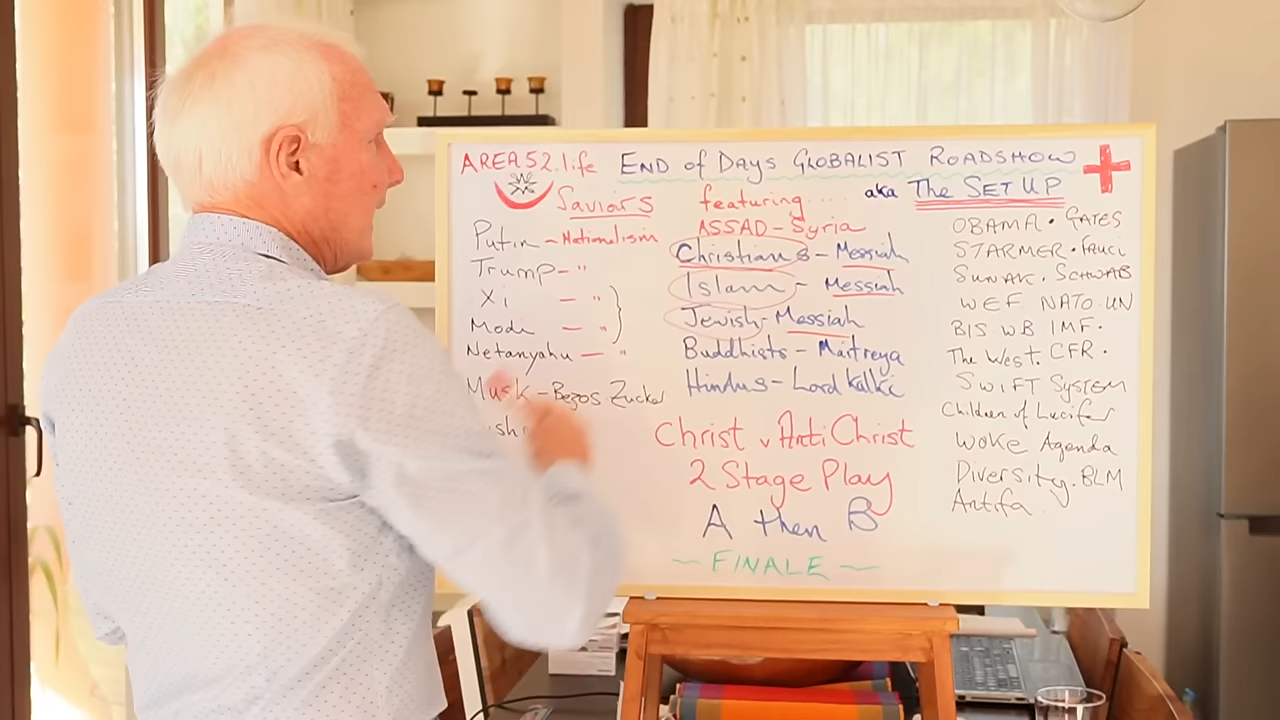 AREA52.life END of DAYS GLOBALIST ROADSHOW
aka The SET UP
Saviors featuring....
Putin - Nationalism
Trump - "
Xi - "
Modi - "
Netanyahu - "
Musk - Bezos Zucker
ASSAD - Syria
Christians - Messiah
Islam - Messiah
Jewish - Messiah
Buddhists - Maitreya
Hindus - Lord Kalki
Christ v AntiChrist
2 Stage Play
A then B
~ FINALE ~
OBAMA • GATES
STARMER • FAUCI
SUNAK. SCHWAB
WEF NATO UN
BIS WB IMF.
The West. CFR.
SWIFT System
Children of Lucifer
WOKE Agenda
Diversity. BLM
Antifa.